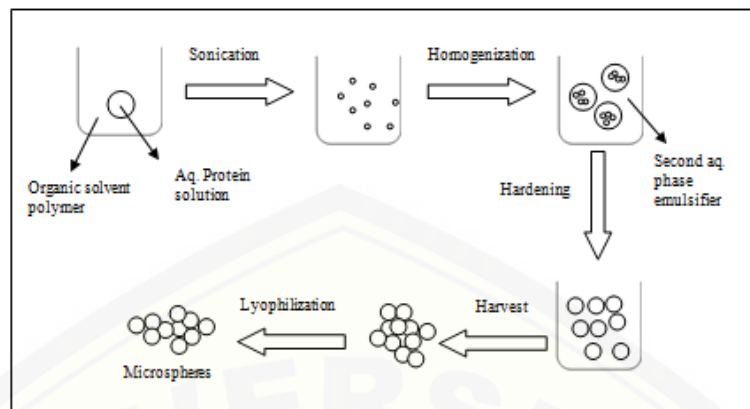 Sonication
Homogenization
Organic solvent
polymer
Aq. Protein
solution
Second aq.
phase
emulsifier
Hardening
Harvest
Lyophilization
Microspheres